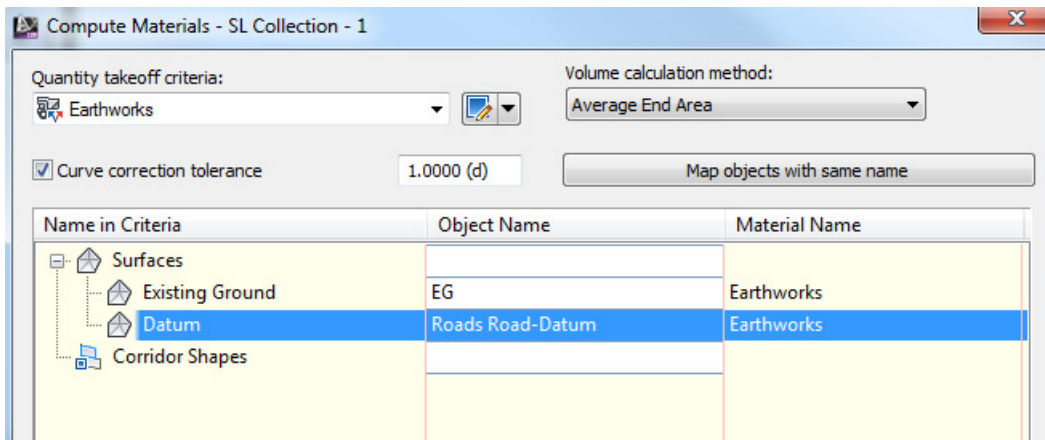 Compute Materials - SL Collection - 1
Quantity takeoff criteria:
Volume calculation method:
Earthworks
Average End Area
Curve correction tolerance
1.0000 (d)
Map objects with same name
Name in Criteria Object Name Material Name
Surfaces
Existing Ground EG Earthworks
Datum Roads Road-Datum Earthworks
Corridor Shapes